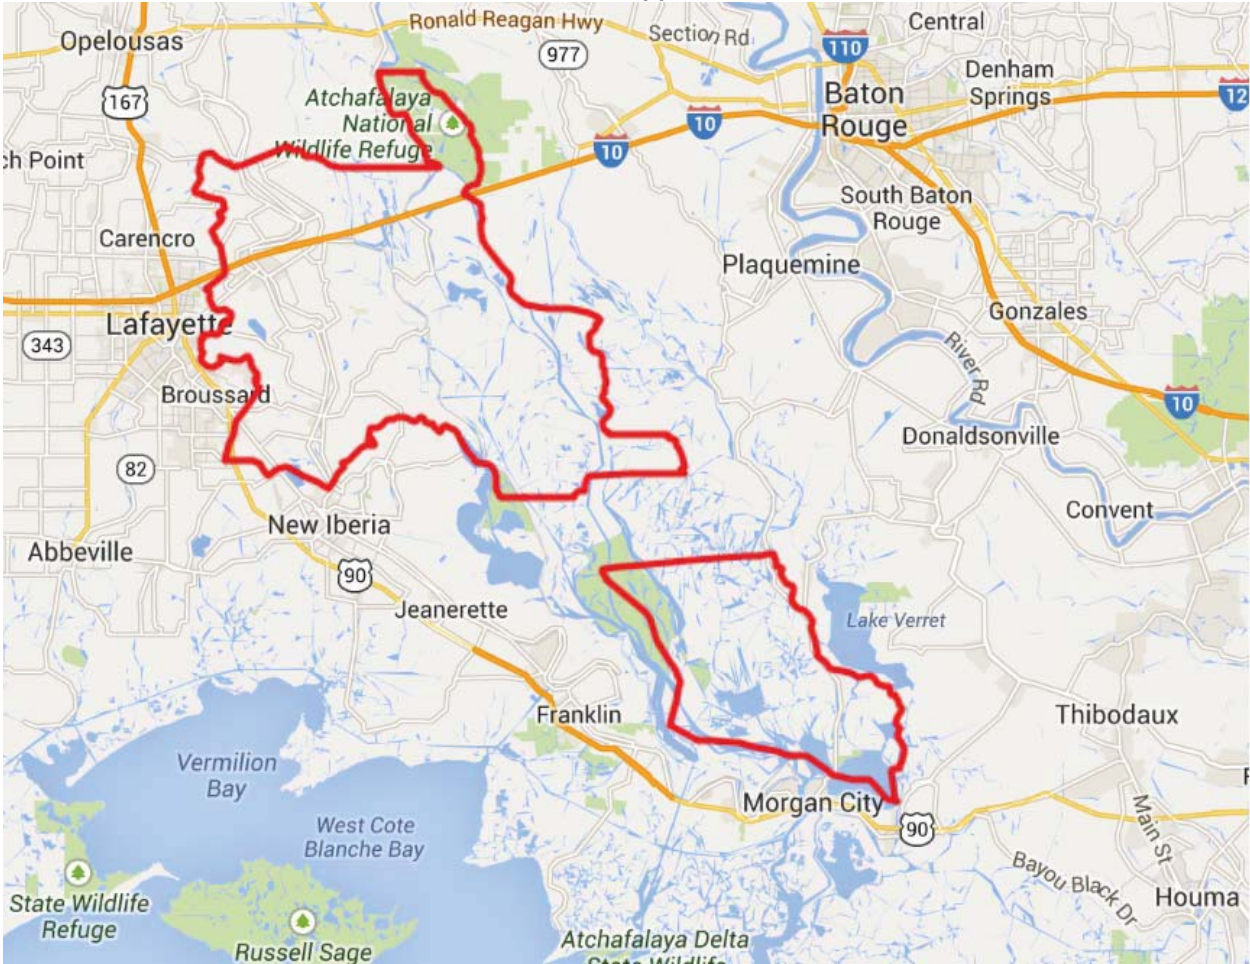 Ronald Reagan Hwy
Section Rd
Central
Opelousas
977
110
Denham
Springs
167
Atchafalaya
National
Wildlife Refuge
Baton
Rouge
10
12
10
ch Point
South Baton
Rouge
Carencro
Plaquemine
Lafayette
Gonzales
343
River Rd
Broussard
10
Donaldsonville
82
Convent
New Iberia
Abbeville
90
Jeanerette
Lake Verret
Franklin
Thibodaux
Vermilion
Bay
F
Morgan City
90
Main St
West Cote
Blanche Bay
Bayou Black Dr
Houma
State Wildlife
Refuge
Russell Sage
Atchafalaya Delta
State Wildlife